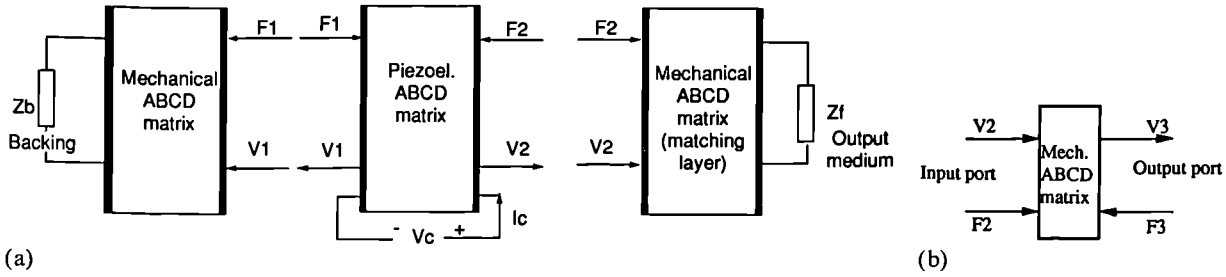 F1
F1
F2
F2
Zb
Backing
Mechanical
ABCD
matrix
Piezoel.
ABCD
matrix
Mechanical
ABCD
matrix
(matching
layer)
Zf
Output
medium
V1
V1
V2
V2
- Vc +
Ic
(a)
V2
V3
Input port
Mech.
ABCD
matrix
Output port
F2
F3
(b)